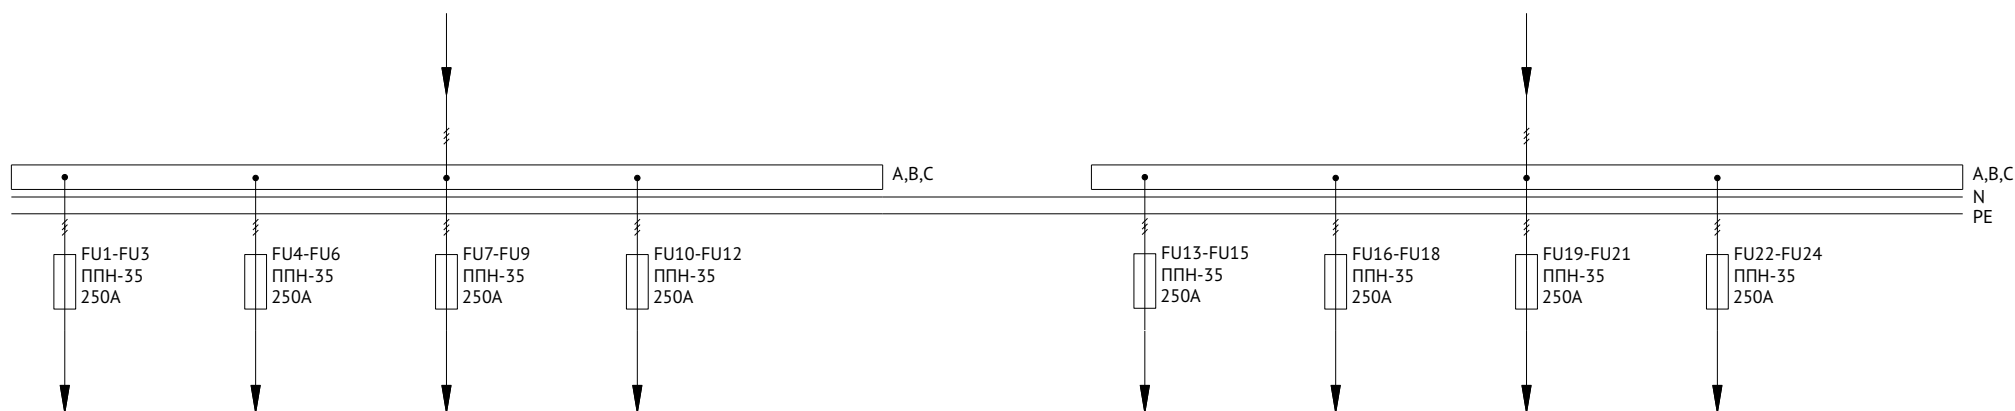 A,B,C
A,B,C
N
PE
FU1-FU3
ППН-35
250А
FU4-FU6
ППН-35
250А
FU7-FU9
ППН-35
250А
FU10-FU12
ППН-35
250А
FU13-FU15
ППН-35
250А
FU16-FU18
ППН-35
250А
FU19-FU21
ППН-35
250А
FU22-FU24
ППН-35
250А